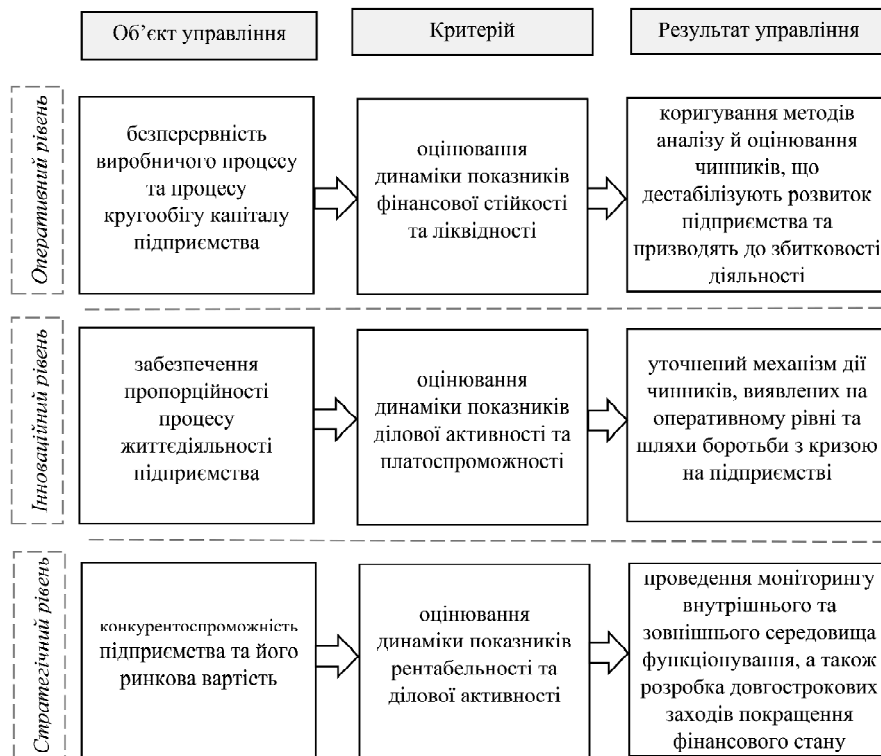 Об’єкт управління
Критерій
Результат управління
Оперативний рівень
безперервність
виробничого процесу
та процесу
кругообігу капіталу
підприємства
оцінювання
динаміки показників
фінансової стійкості
та ліквідності
коригування методів
аналізу й оцінювання
чинників, що
дестабілізують розвиток
підприємства та
призводять до збитковості
діяльності
Інноваційний рівень
забезпечення
пропорційності
процесу
життєдіяльності
підприємства
оцінювання
динаміки показників
ділової активності та
платоспроможності
уточнений механізм дії
чинників, виявлених на
оперативному рівні та
шляхи боротьби з кризою
на підприємстві
Стратегічний рівень
конкурентоспроможність
підприємства та його
ринкова вартість
оцінювання
динаміки показників
рентабельності та
ділової активності
проведення моніторингу
внутрішнього та
зовнішнього середовища
функціонування, а також
розробка довгострокових
заходів покращення
фінансового стану